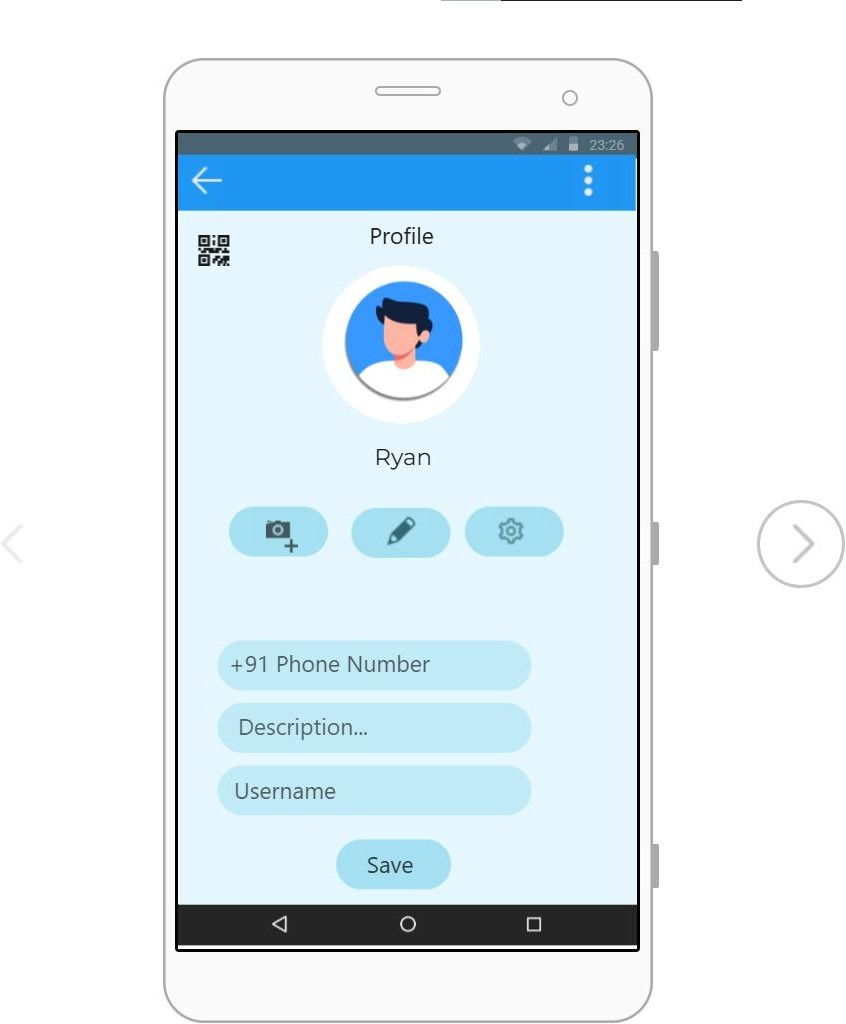 23:26
Profile
Ryan
+91 Phone Number
Description...
Username
Save